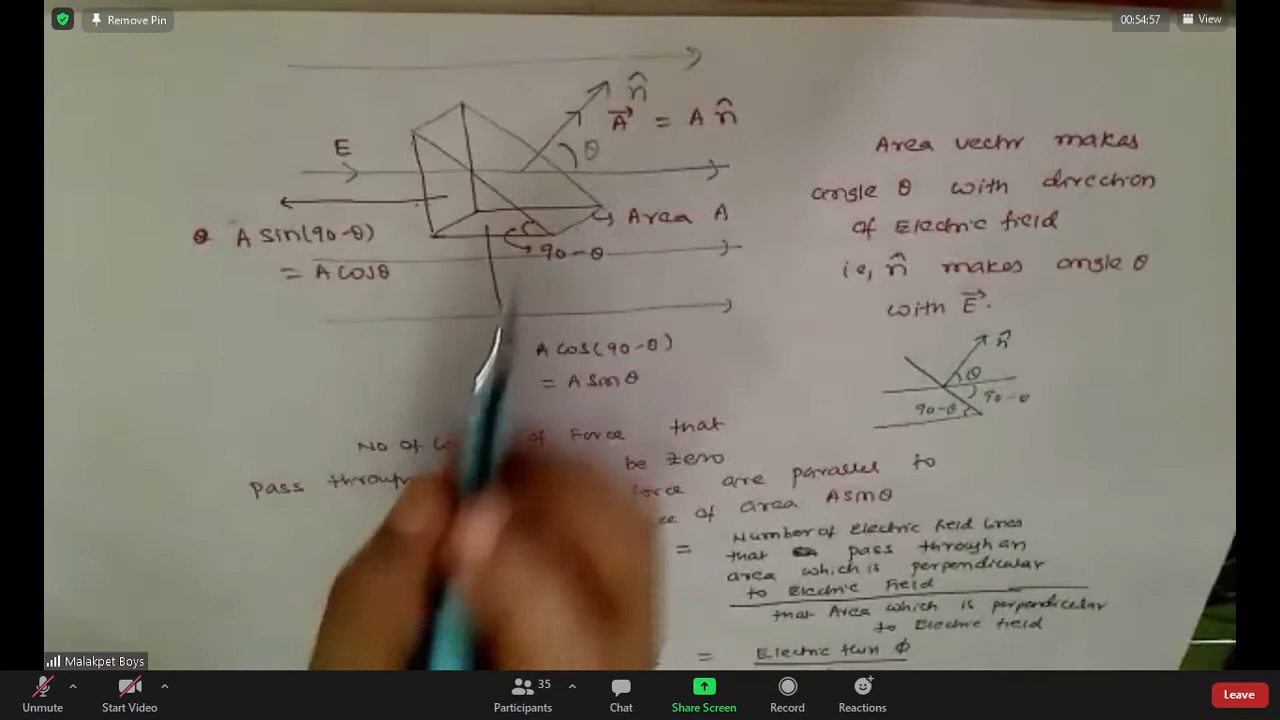 Remove Pin
00:54:57
View
n̂
A⃗ = A n̂
E
θ
Area A
A sin(90-θ)
= A cosθ
90-θ
A cos(90-θ)
= A sinθ
Area vector makes
angle θ with direction
of Electric field
i.e, n̂ makes angle θ
with E⃗.
n̂
θ
90-θ
90-θ
No of of Force that
pass through be zero
force are parallel to
of area A sinθ
= Number of Electric field lines
that pass through an
area which is perpendicular
to Electric Field
that Area which is perpendicular
to Electric field
= Electric flux ϕ
Malakpet Boys
Unmute
Start Video
35
Participants
Chat
Share Screen
Record
Reactions
Leave